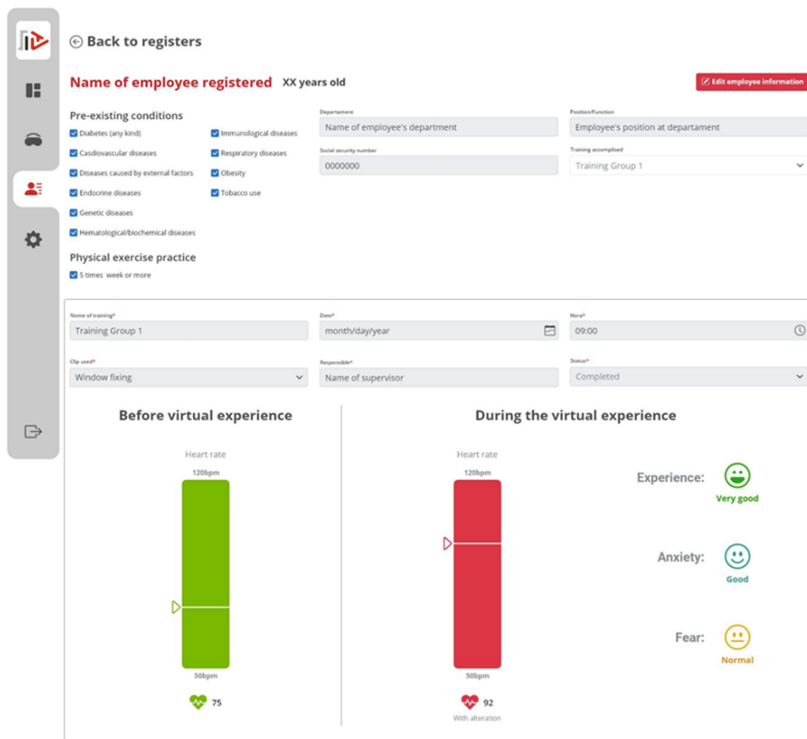 Back to registers
Name of employee registered XX years old
Edit employee information
Pre-existing conditions
Diabetes (any kind)
Immunological diseases
Casdiovascular diseases
Respiratory diseases
Diseases caused by external factors
Obesity
Endocrine diseases
Tobacco use
Genetic diseases
Hematological/biochemical diseases
Physical exercise practice
5 times week or more
Departament
Name of employee's department
Position/Function
Employee's position at departament
Social security number
0000000
Training accomplised
Training Group 1
Name of training*
Training Group 1
Date*
month/day/year
Hora*
09:00
Clip used*
Window fixing
Responsible*
Name of supervisor
Status*
Completed
Before virtual experience
Heart rate
120bpm
50bpm
75
During the virtual experience
Heart rate
120bpm
50bpm
92
With alteration
Experience:
Very good
Anxiety:
Good
Fear:
Normal